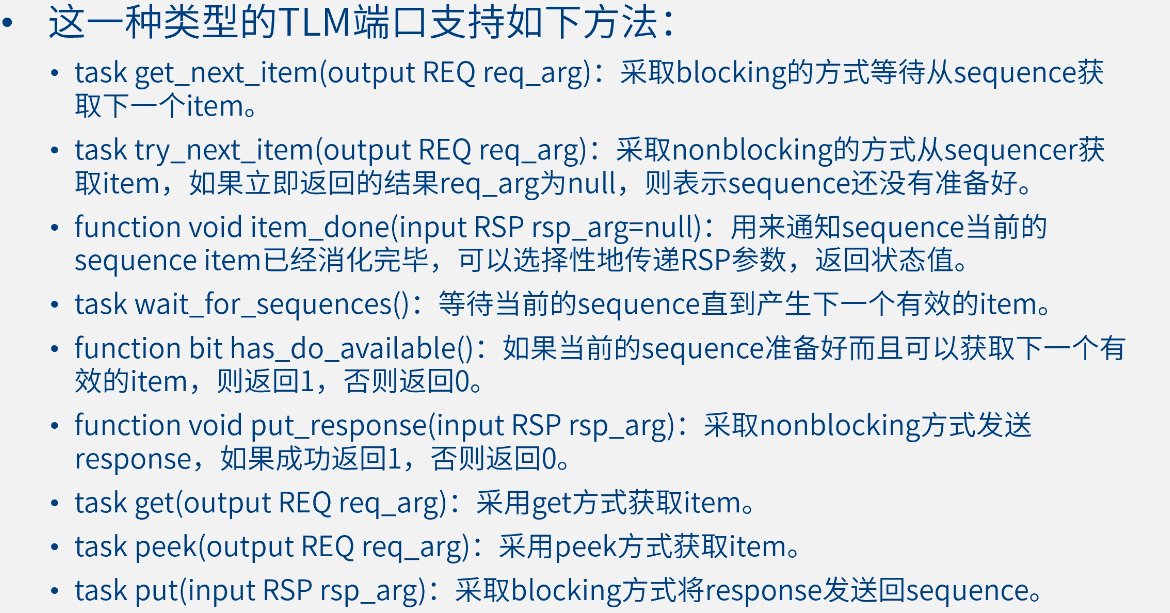 • 这一种类型的TLM端口支持如下方法：
• task get_next_item(output REQ req_arg)：采取blocking的方式等待从sequence获
取下一个item。
• task try_next_item(output REQ req_arg)：采取nonblocking的方式从sequencer获
取item，如果立即返回的结果req_arg为null，则表示sequence还没有准备好。
• function void item_done(input RSP rsp_arg=null)：用来通知sequence当前的
sequence item已经消化完毕，可以选择性地传递RSP参数，返回状态值。
• task wait_for_sequences()：等待当前的sequence直到产生下一个有效的item。
• function bit has_do_available()：如果当前的sequence准备好而且可以获取下一个有
效的item，则返回1，否则返回0。
• function void put_response(input RSP rsp_arg)：采取nonblocking方式发送
response，如果成功返回1，否则返回0。
• task get(output REQ req_arg)：采用get方式获取item。
• task peek(output REQ req_arg)：采用peek方式获取item。
• task put(input RSP rsp_arg)：采取blocking方式将response发送回sequence。